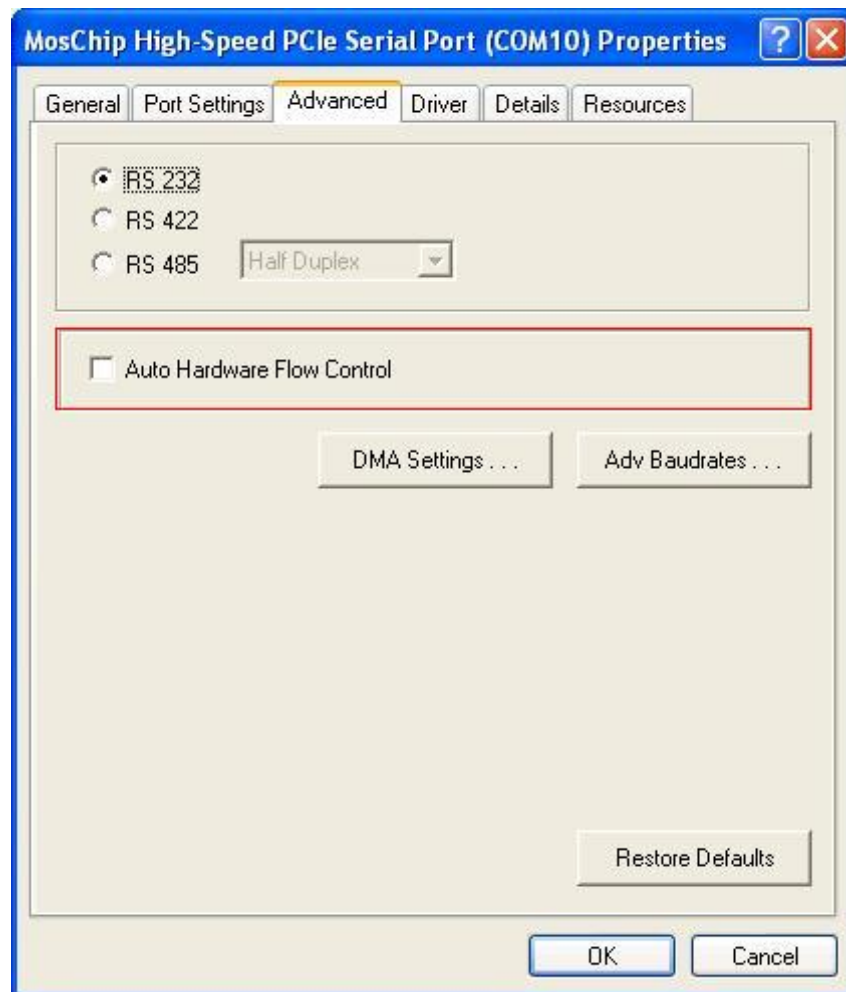 MosChip High-Speed PCIe Serial Port (COM10) Properties
General Port Settings Advanced Driver Details Resources
RS 232
RS 422
RS 485 Half Duplex
Auto Hardware Flow Control
DMA Settings . . . Adv Baudrates . . .
Restore Defaults
OK Cancel